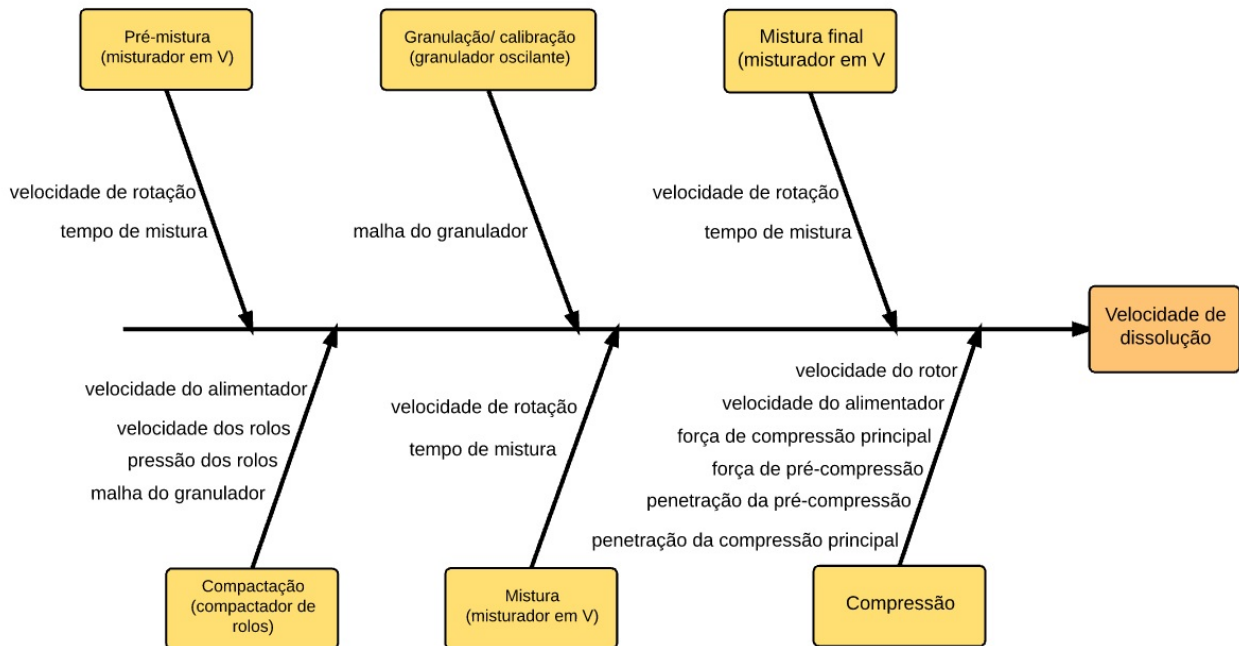 Pré-mistura
(misturador em V)
Granulação/ calibração
(granulador oscilante)
Mistura final
(misturador em V
velocidade de rotação
tempo de mistura
malha do granulador
velocidade de rotação
tempo de mistura
Velocidade de
dissolução
velocidade do alimentador
velocidade dos rolos
pressão dos rolos
malha do granulador
velocidade de rotação
tempo de mistura
velocidade do rotor
velocidade do alimentador
força de compressão principal
força de pré-compressão
penetração da pré-compressão
penetração da compressão principal
Compactação
(compactador de
rolos)
Mistura
(misturador em V)
Compressão